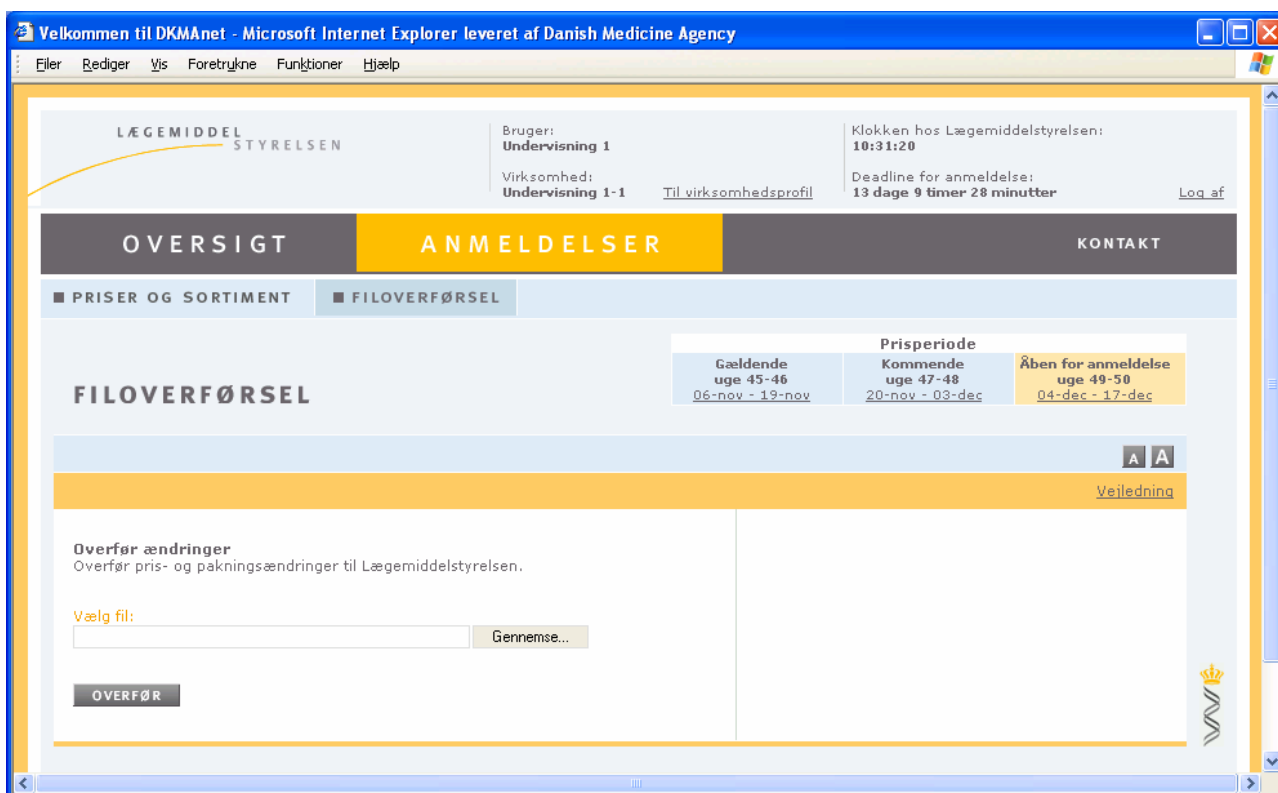 Velkommen til DKMAnet - Microsoft Internet Explorer leveret af Danish Medicine Agency
Filer Rediger Vis Foretrukne Funktioner Hjælp
LÆGEMIDDEL
STYRELSEN
Bruger:
Undervisning 1
Virksomhed:
Undervisning 1-1 Til virksomhedsprofil
Klokken hos Lægemiddelstyrelsen:
10:31:20
Deadline for anmeldelse:
13 dage 9 timer 28 minutter Log af
OVERSIGT ANMELDELSER KONTAKT
PRISER OG SORTIMENT FILOVERFØRSEL
Prisperiode
Gældende
uge 45-46
06-nov - 19-nov
Kommende
uge 47-48
20-nov - 03-dec
Åben for anmeldelse
uge 49-50
04-dec - 17-dec
FILOVERFØRSEL
A A
Vejledning
Overfør ændringer
Overfør pris- og pakningsændringer til Lægemiddelstyrelsen.
Vælg fil:
Gennemse...
OVERFØR